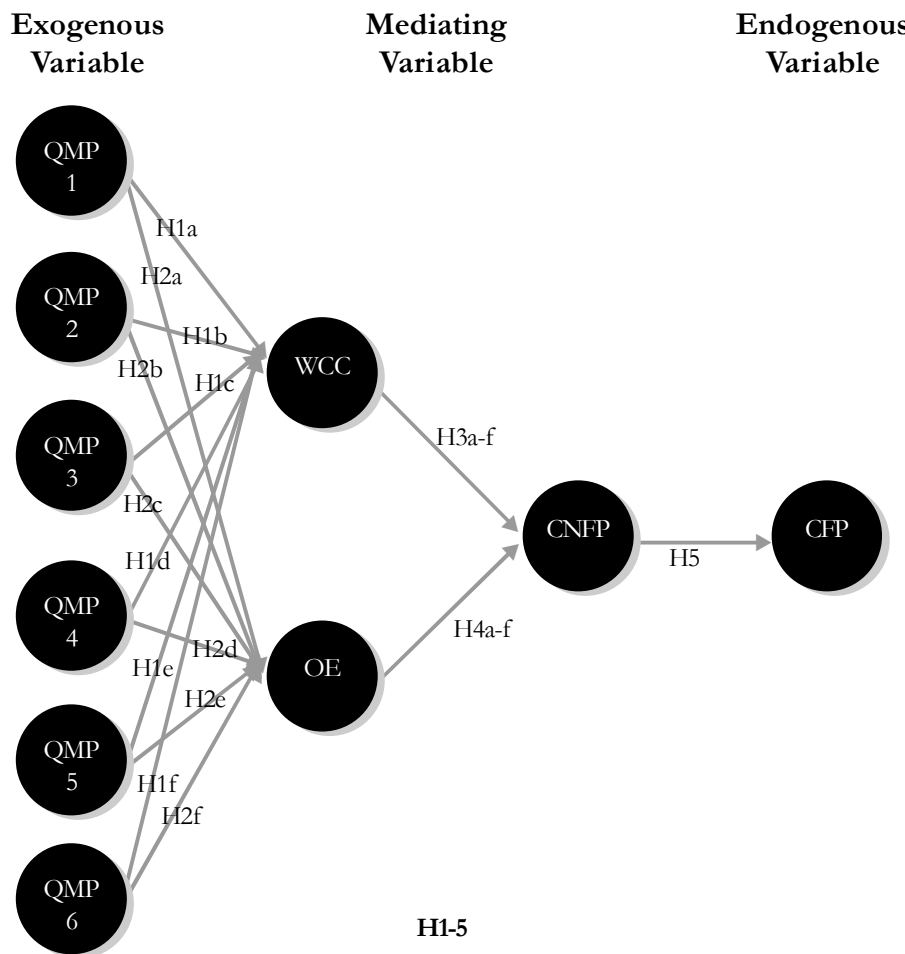 Exogenous
Variable
Mediating
Variable
Endogenous
Variable
QMP
1
H1a
H2a
QMP
2
H1b
H2b
WCC
H1c
QMP
3
H3a-f
H2c
CNFP
CFP
H5
H1d
QMP
4
H4a-f
H2d
H1e
OE
H2e
QMP
5
H1f
H2f
QMP
6
H1-5